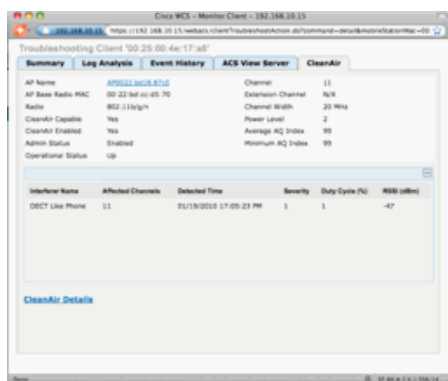 Cisco WCS – Monitor Client – 192.168.10.15
Troubleshooting Client '00:25:00:4e:17:a8'
Summary Log Analysis Event History ACS View Server CleanAir
AP Name
Channel 11
AP Base Radio MAC
Extension Channel N/A
Radio 802.11b/g/n Channel Width 20 MHz
CleanAir Capable Yes Power Level 2
CleanAir Enabled Yes Average AQ Index 99
Admin Status Enabled Minimum AQ Index 99
Operational Status Up
Interferer Name Affected Channels Detected Time Severity Duty Cycle (%) RSSI (dBm)
DECT Like Phone 11 01/19/2010 17:05:23 PM 1 1 -47
CleanAir Details
Done